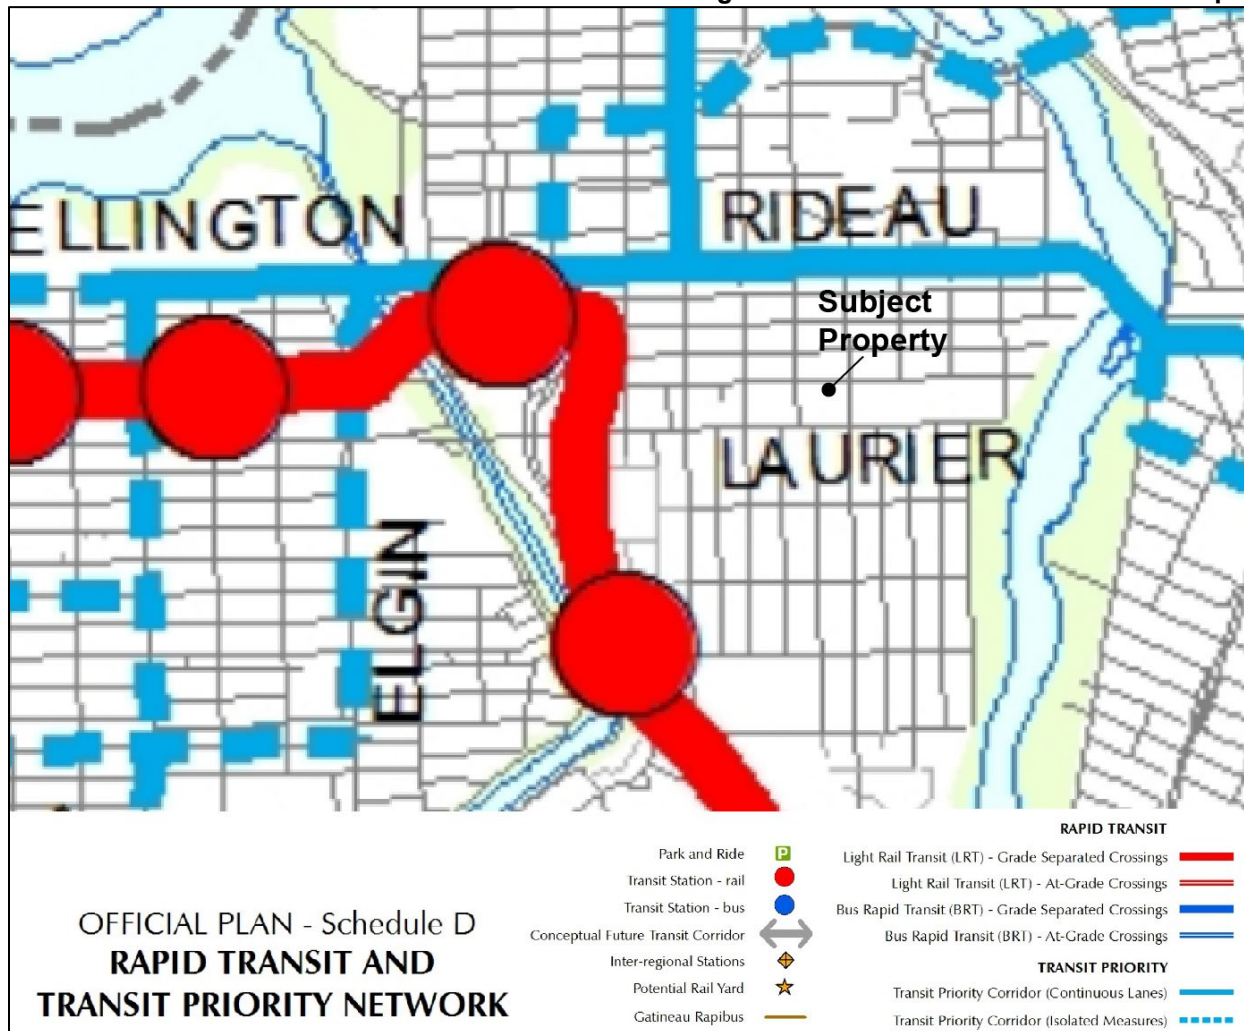 ELLINGTON
RIDEAU
Subject
Property
LAURIER
ELGIN
OFFICIAL PLAN - Schedule D
RAPID TRANSIT AND
TRANSIT PRIORITY NETWORK
Park and Ride P
Transit Station - rail
Transit Station - bus
Conceptual Future Transit Corridor
Inter-regional Stations
Potential Rail Yard
Gatineau Rapibus
RAPID TRANSIT
Light Rail Transit (LRT) - Grade Separated Crossings
Light Rail Transit (LRT) - At-Grade Crossings
Bus Rapid Transit (BRT) - Grade Separated Crossings
Bus Rapid Transit (BRT) - At-Grade Crossings
TRANSIT PRIORITY
Transit Priority Corridor (Continuous Lanes)
Transit Priority Corridor (Isolated Measures)